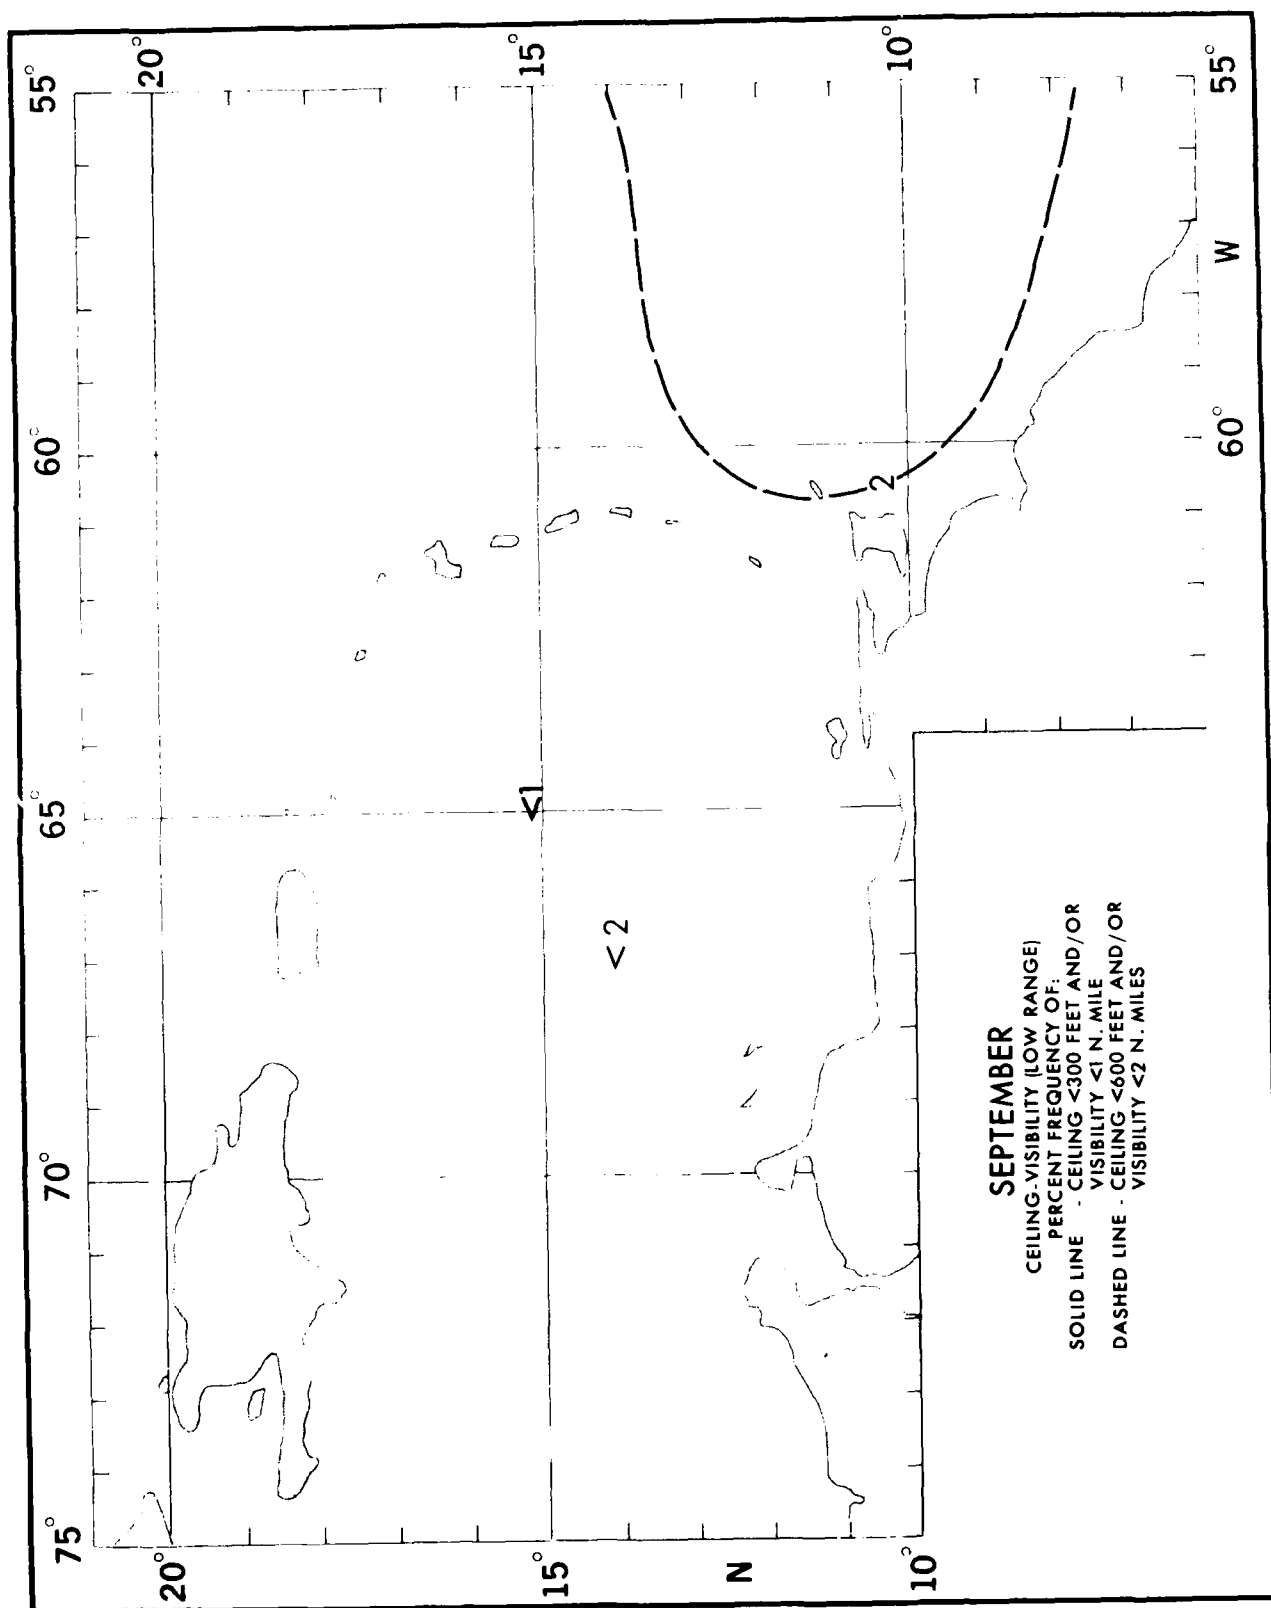 75° 70° 65° 60° 55°
20° 20°
15° 15°
<1
<2
N
2
10° 10°
SEPTEMBER
CEILING-VISIBILITY (LOW RANGE)
PERCENT FREQUENCY OF:
SOLID LINE - CEILING <300 FEET AND/OR
VISIBILITY <1 N. MILE
DASHED LINE - CEILING <600 FEET AND/OR
VISIBILITY <2 N. MILES
60° W 55°